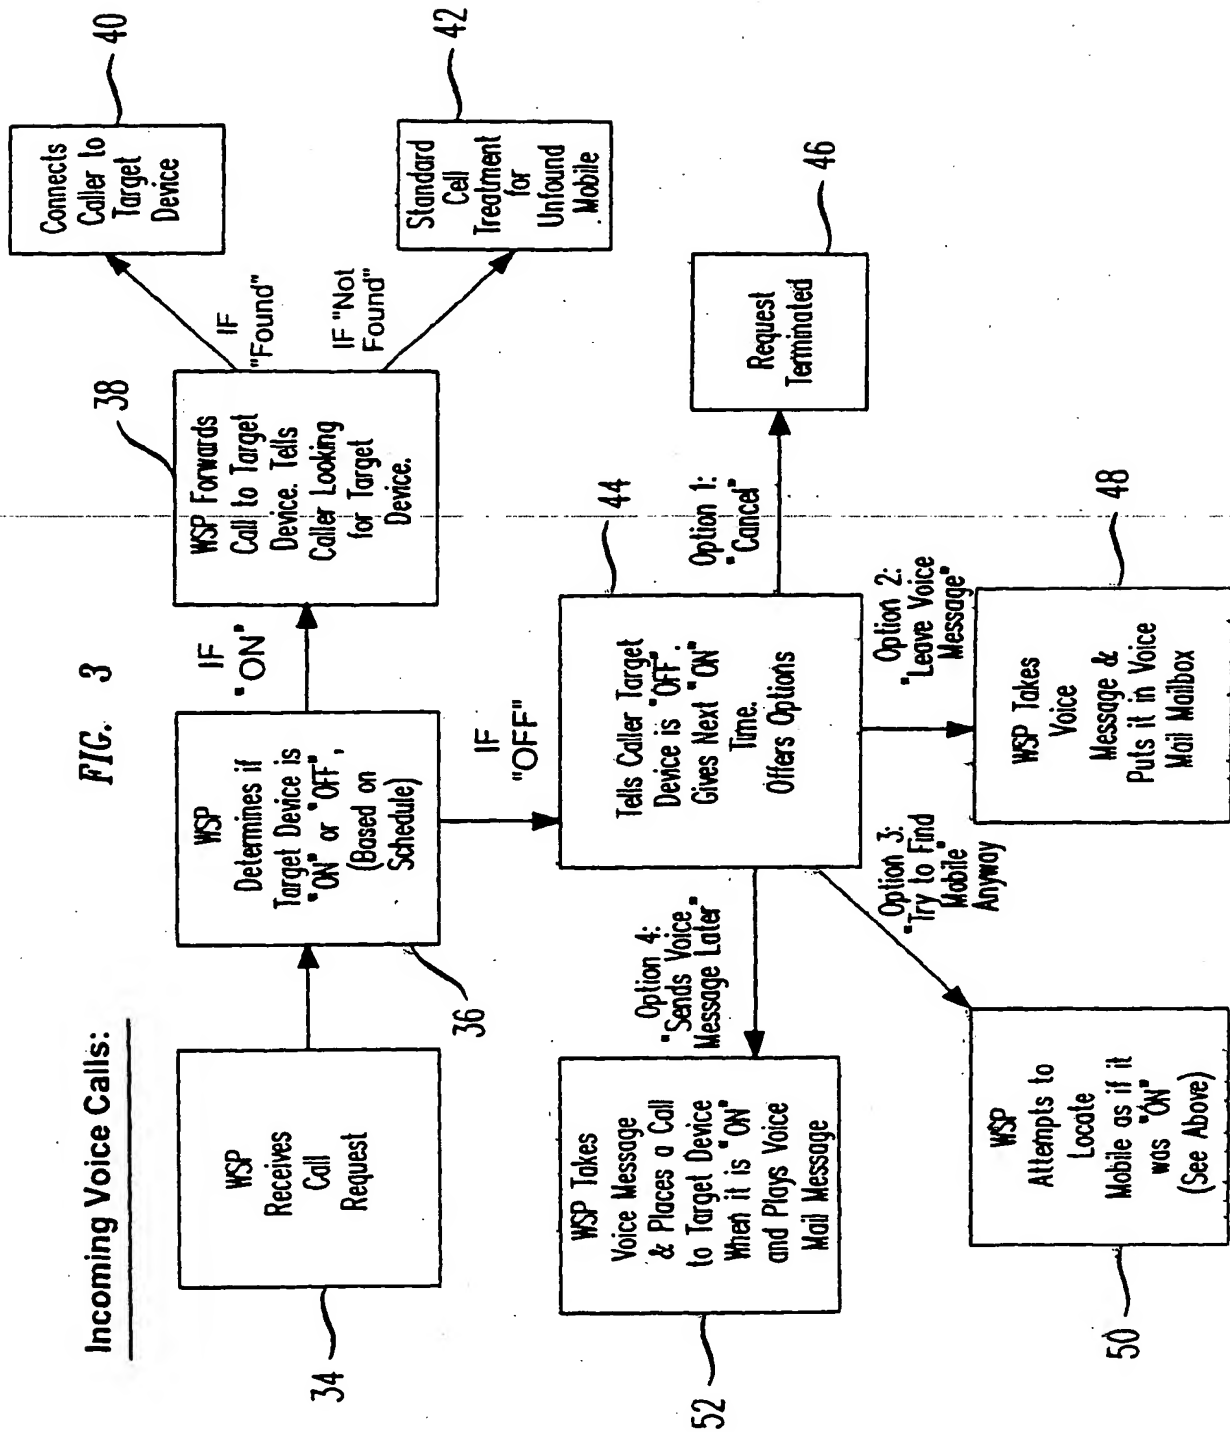 Incoming Voice Calls:
FIG. 3
34
WSP
Receives
Call
Request
36
WSP
Determines if
Target Device is
"ON" or "OFF",
(Based on
Schedule)
IF
"ON"
38
WSP Forwards
Call to Target
Device. Tells
Caller Looking
for Target
Device.
IF
"Found"
40
Connects
Caller to
Target
Device
IF "Not
Found"
42
Standard
Cell
Treatment
for
Unfound
Mobile
IF
"OFF"
44
Tells Caller Target
Device is "OFF".
Gives Next "ON"
Time.
Offers Options
Option 1:
"Cancel"
46
Request
Terminated
Option 2:
"Leave Voice
Message"
48
WSP Takes
Voice
Message &
Puts it in Voice
Mail Mailbox
Option 3:
"Try to Find
Mobile"
Anyway
50
WSP
Attempts to
Locate
Mobile as if it
was "ON"
(See Above)
Option 4:
"Sends Voice
Message Later"
52
WSP Takes
Voice Message
& Places a Call
to Target Device
When it is "ON"
and Plays Voice
Mail Message